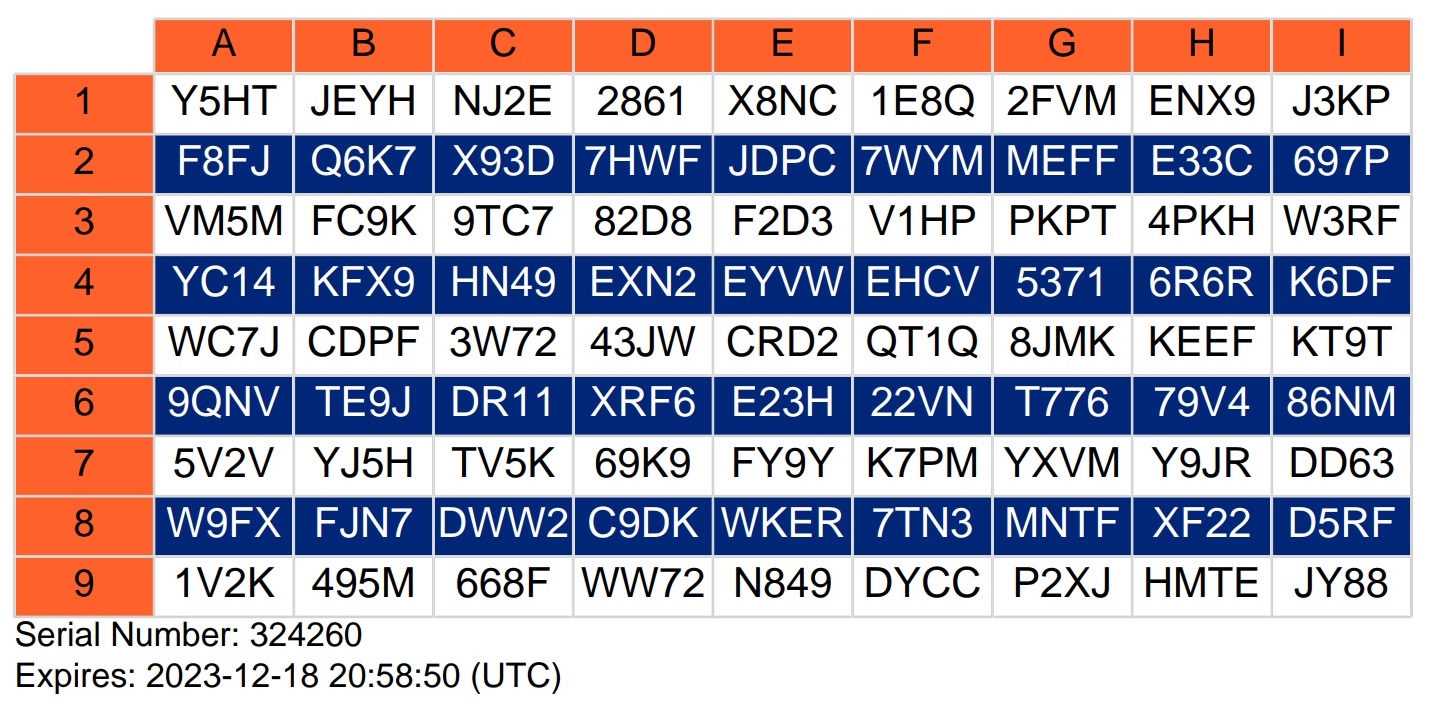 A B C D E F G H I
1 Y5HT JEYH NJ2E 2861 X8NC 1E8Q 2FVM ENX9 J3KP
2 F8FJ Q6K7 X93D 7HWF JDPC 7WYM MEFF E33C 697P
3 VM5M FC9K 9TC7 82D8 F2D3 V1HP PKPT 4PKH W3RF
4 YC14 KFX9 HN49 EXN2 EYVW EHCV 5371 6R6R K6DF
5 WC7J CDPF 3W72 43JW CRD2 QT1Q 8JMK KEEF KT9T
6 9QNV TE9J DR11 XRF6 E23H 22VN T776 79V4 86NM
7 5V2V YJ5H TV5K 69K9 FY9Y K7PM YXVM Y9JR DD63
8 W9FX FJN7 DWW2 C9DK WKER 7TN3 MNTF XF22 D5RF
9 1V2K 495M 668F WW72 N849 DYCC P2XJ HMTE JY88
Serial Number: 324260
Expires: 2023-12-18 20:58:50 (UTC)